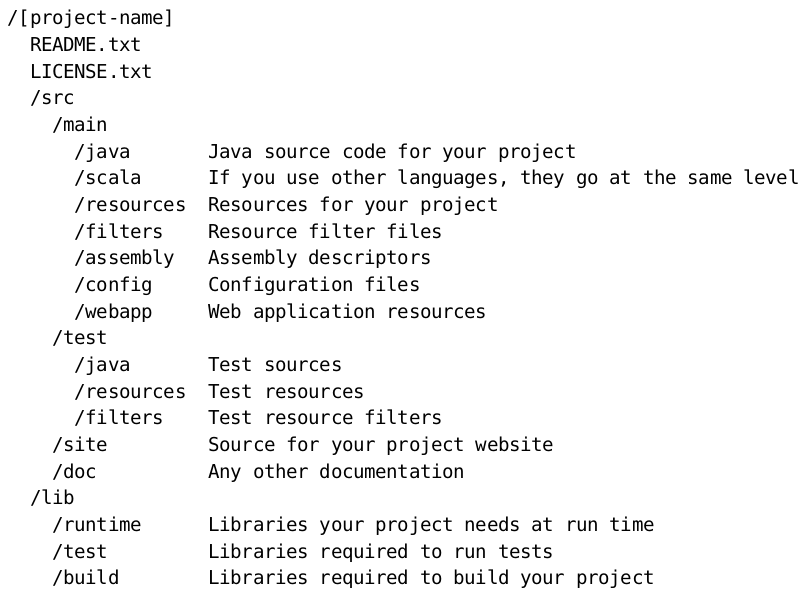 /[project-name]
  README.txt
  LICENSE.txt
  /src
    /main
      /java       Java source code for your project
      /scala      If you use other languages, they go at the same level
      /resources  Resources for your project
      /filters    Resource filter files
      /assembly   Assembly descriptors
      /config     Configuration files
      /webapp     Web application resources
    /test
      /java       Test sources
      /resources  Test resources
      /filters    Test resource filters
    /site         Source for your project website
    /doc          Any other documentation
  /lib
    /runtime      Libraries your project needs at run time
    /test         Libraries required to run tests
    /build        Libraries required to build your project